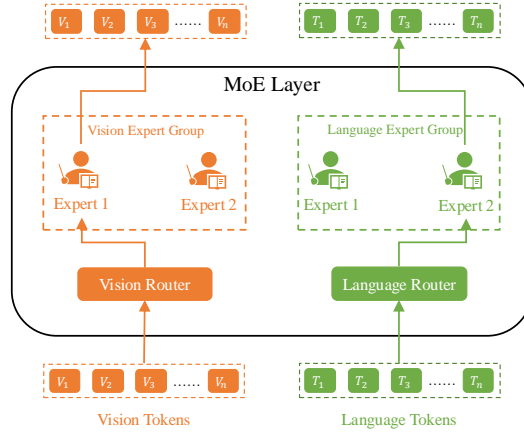 V1 V2 V3 ...... Vn T1 T2 T3 ...... Tn
MoE Layer
Vision Expert Group Language Expert Group
Expert 1 Expert 2 Expert 1 Expert 2
Vision Router Language Router
V1 V2 V3 ...... Vn T1 T2 T3 ...... Tn
Vision Tokens Language Tokens